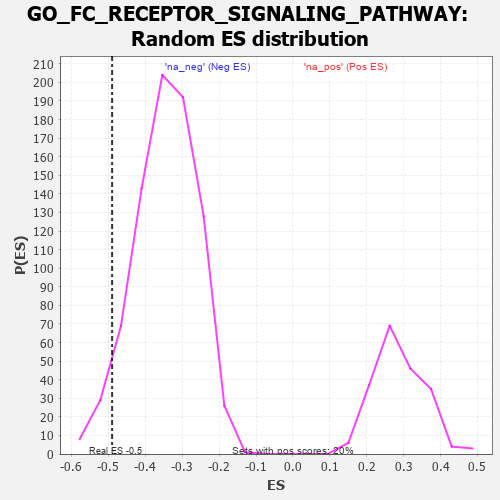 GO_FC_RECEPTOR_SIGNALING_PATHWAY:
Random ES distribution
'na_neg' (Neg ES)
'na_pos' (Pos ES)
210
200
190
180
170
160
150
140
130
120
110
100
90
80
70
60
50
40
30
20
10
0
P(ES)
Real ES -0.5
Sets with pos scores: 20%
-0.6 -0.5 -0.4 -0.3 -0.2 -0.1 0.0 0.1 0.2 0.3 0.4 0.5
ES